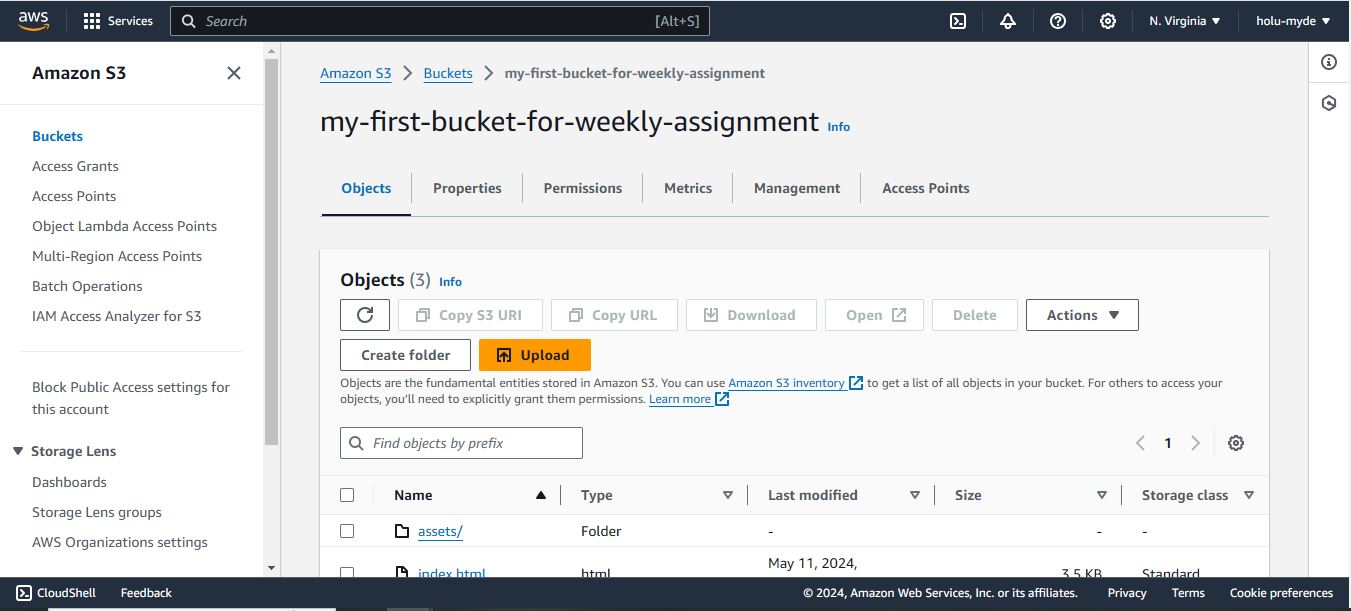 aws
Services
Search [Alt+S]
N. Virginia
holu-myde
Amazon S3
Buckets
Access Grants
Access Points
Object Lambda Access Points
Multi-Region Access Points
Batch Operations
IAM Access Analyzer for S3
Block Public Access settings for
this account
Storage Lens
Dashboards
Storage Lens groups
AWS Organizations settings
Amazon S3 > Buckets > my-first-bucket-for-weekly-assignment
my-first-bucket-for-weekly-assignment Info
Objects Properties Permissions Metrics Management Access Points
Objects (3) Info
Copy S3 URI Copy URL Download Open Delete Actions
Create folder Upload
Objects are the fundamental entities stored in Amazon S3. You can use Amazon S3 inventory to get a list of all objects in your bucket. For others to access your
objects, you'll need to explicitly grant them permissions. Learn more
Find objects by prefix
1
Name Type Last modified Size Storage class
assets/ Folder - - -
May 11, 2024,
index.html html 3.5 KB Standard
CloudShell Feedback © 2024, Amazon Web Services, Inc. or its affiliates. Privacy Terms Cookie preferences